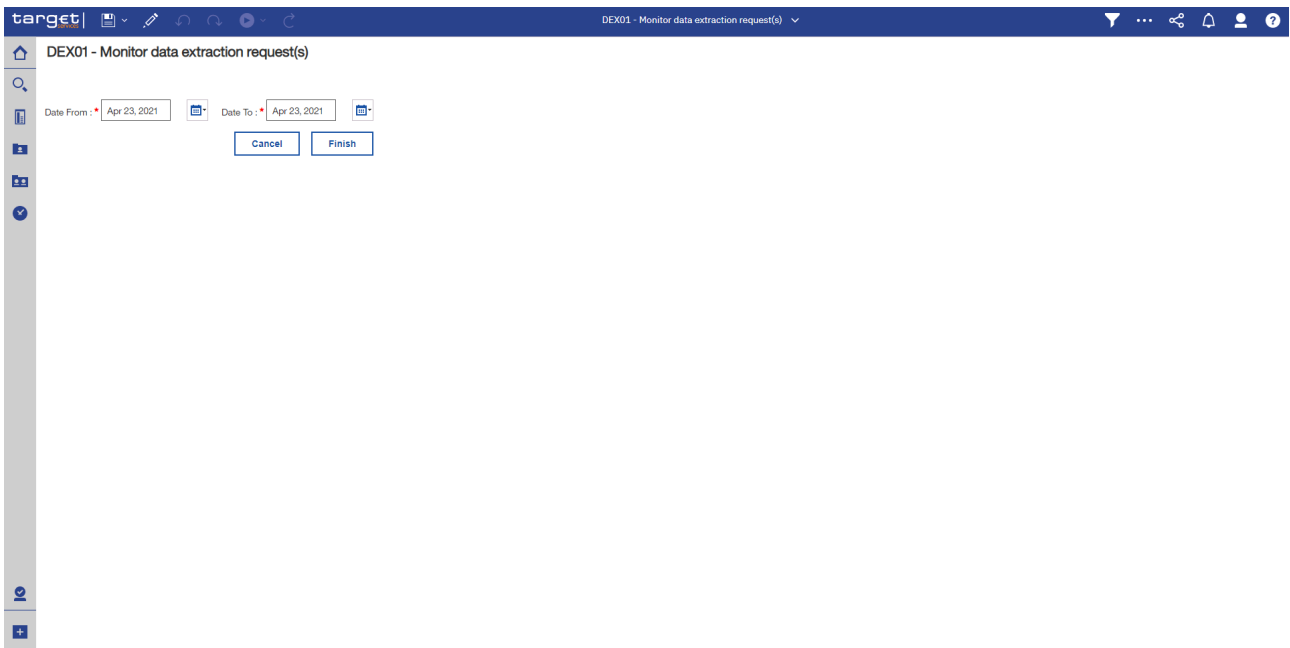 target|
services
DEX01 - Monitor data extraction request(s)
DEX01 - Monitor data extraction request(s)
Date From : * Apr 23, 2021 Date To : * Apr 23, 2021
Cancel Finish